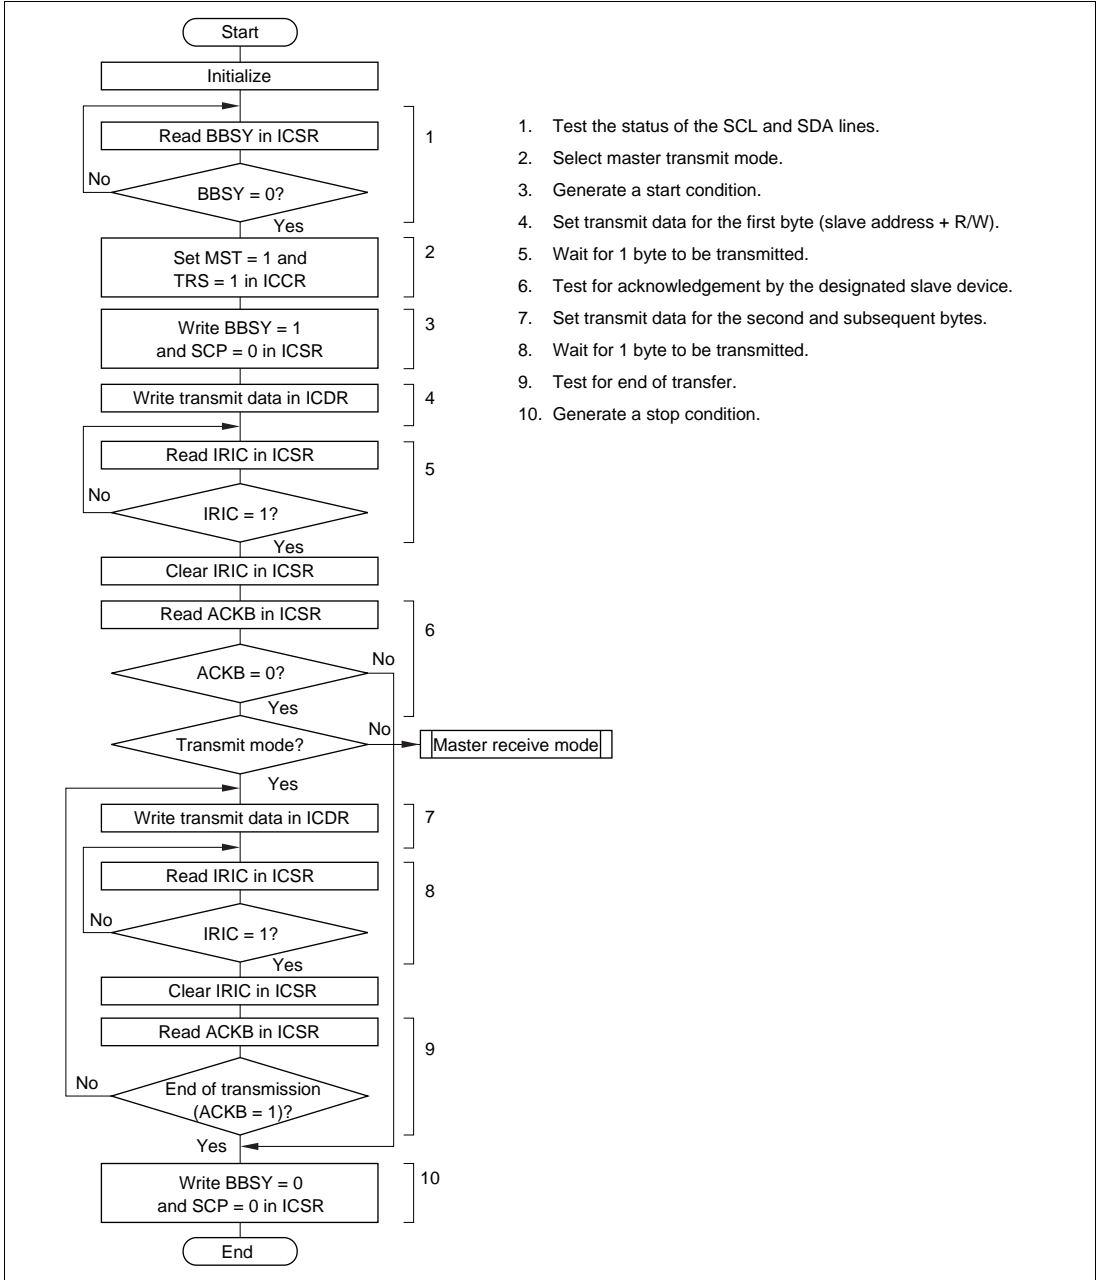 Start
Initialize
Read BBSY in ICSR
1
No
BBSY = 0?
Yes
Set MST = 1 and
TRS = 1 in ICCR
2
Write BBSY = 1
and SCP = 0 in ICSR
3
Write transmit data in ICDR
4
Read IRIC in ICSR
5
No
IRIC = 1?
Yes
Clear IRIC in ICSR
Read ACKB in ICSR
6
No
ACKB = 0?
Yes
No
Transmit mode?
Master receive mode
Yes
Write transmit data in ICDR
7
Read IRIC in ICSR
8
No
IRIC = 1?
Yes
Clear IRIC in ICSR
Read ACKB in ICSR
9
No
End of transmission
(ACKB = 1)?
Yes
Write BBSY = 0
and SCP = 0 in ICSR
10
End
1. Test the status of the SCL and SDA lines.
2. Select master transmit mode.
3. Generate a start condition.
4. Set transmit data for the first byte (slave address + R/W).
5. Wait for 1 byte to be transmitted.
6. Test for acknowledgement by the designated slave device.
7. Set transmit data for the second and subsequent bytes.
8. Wait for 1 byte to be transmitted.
9. Test for end of transfer.
10. Generate a stop condition.